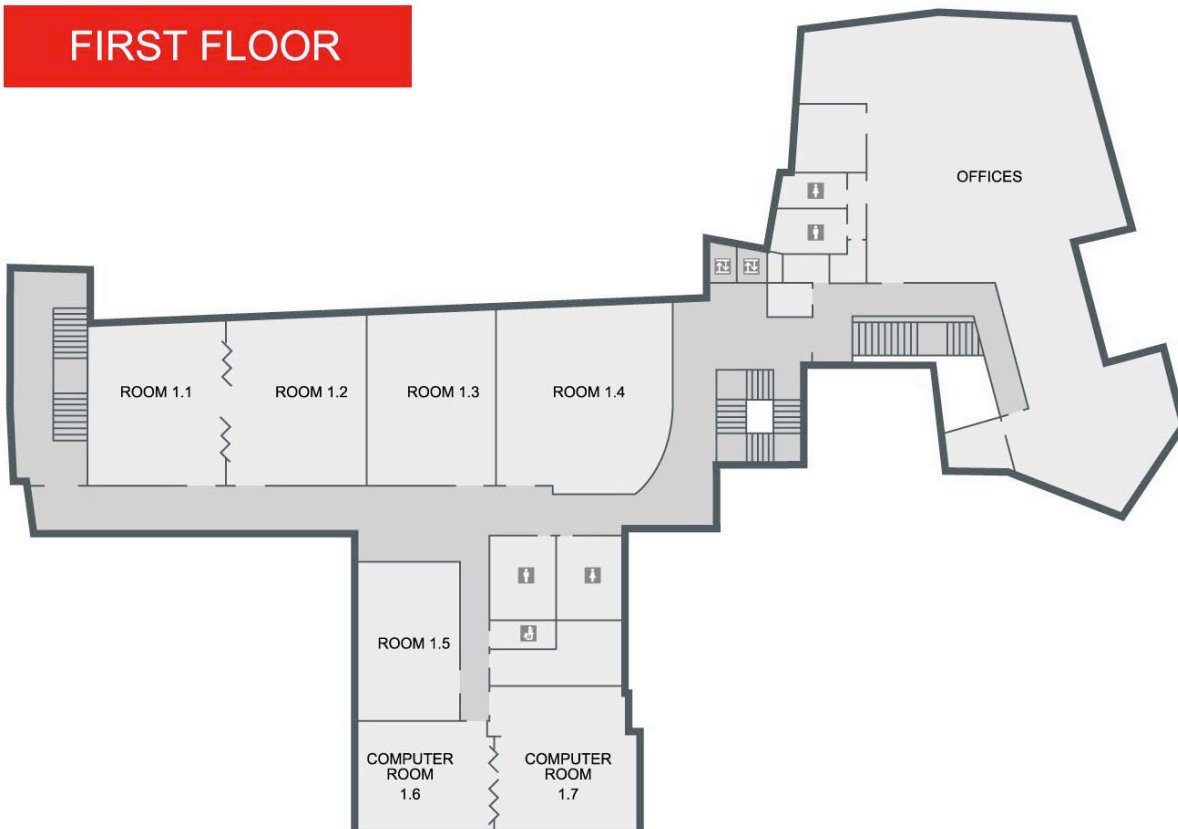 FIRST FLOOR
OFFICES
ROOM 1.1
ROOM 1.2
ROOM 1.3
ROOM 1.4
ROOM 1.5
COMPUTER
ROOM
1.6
COMPUTER
ROOM
1.7